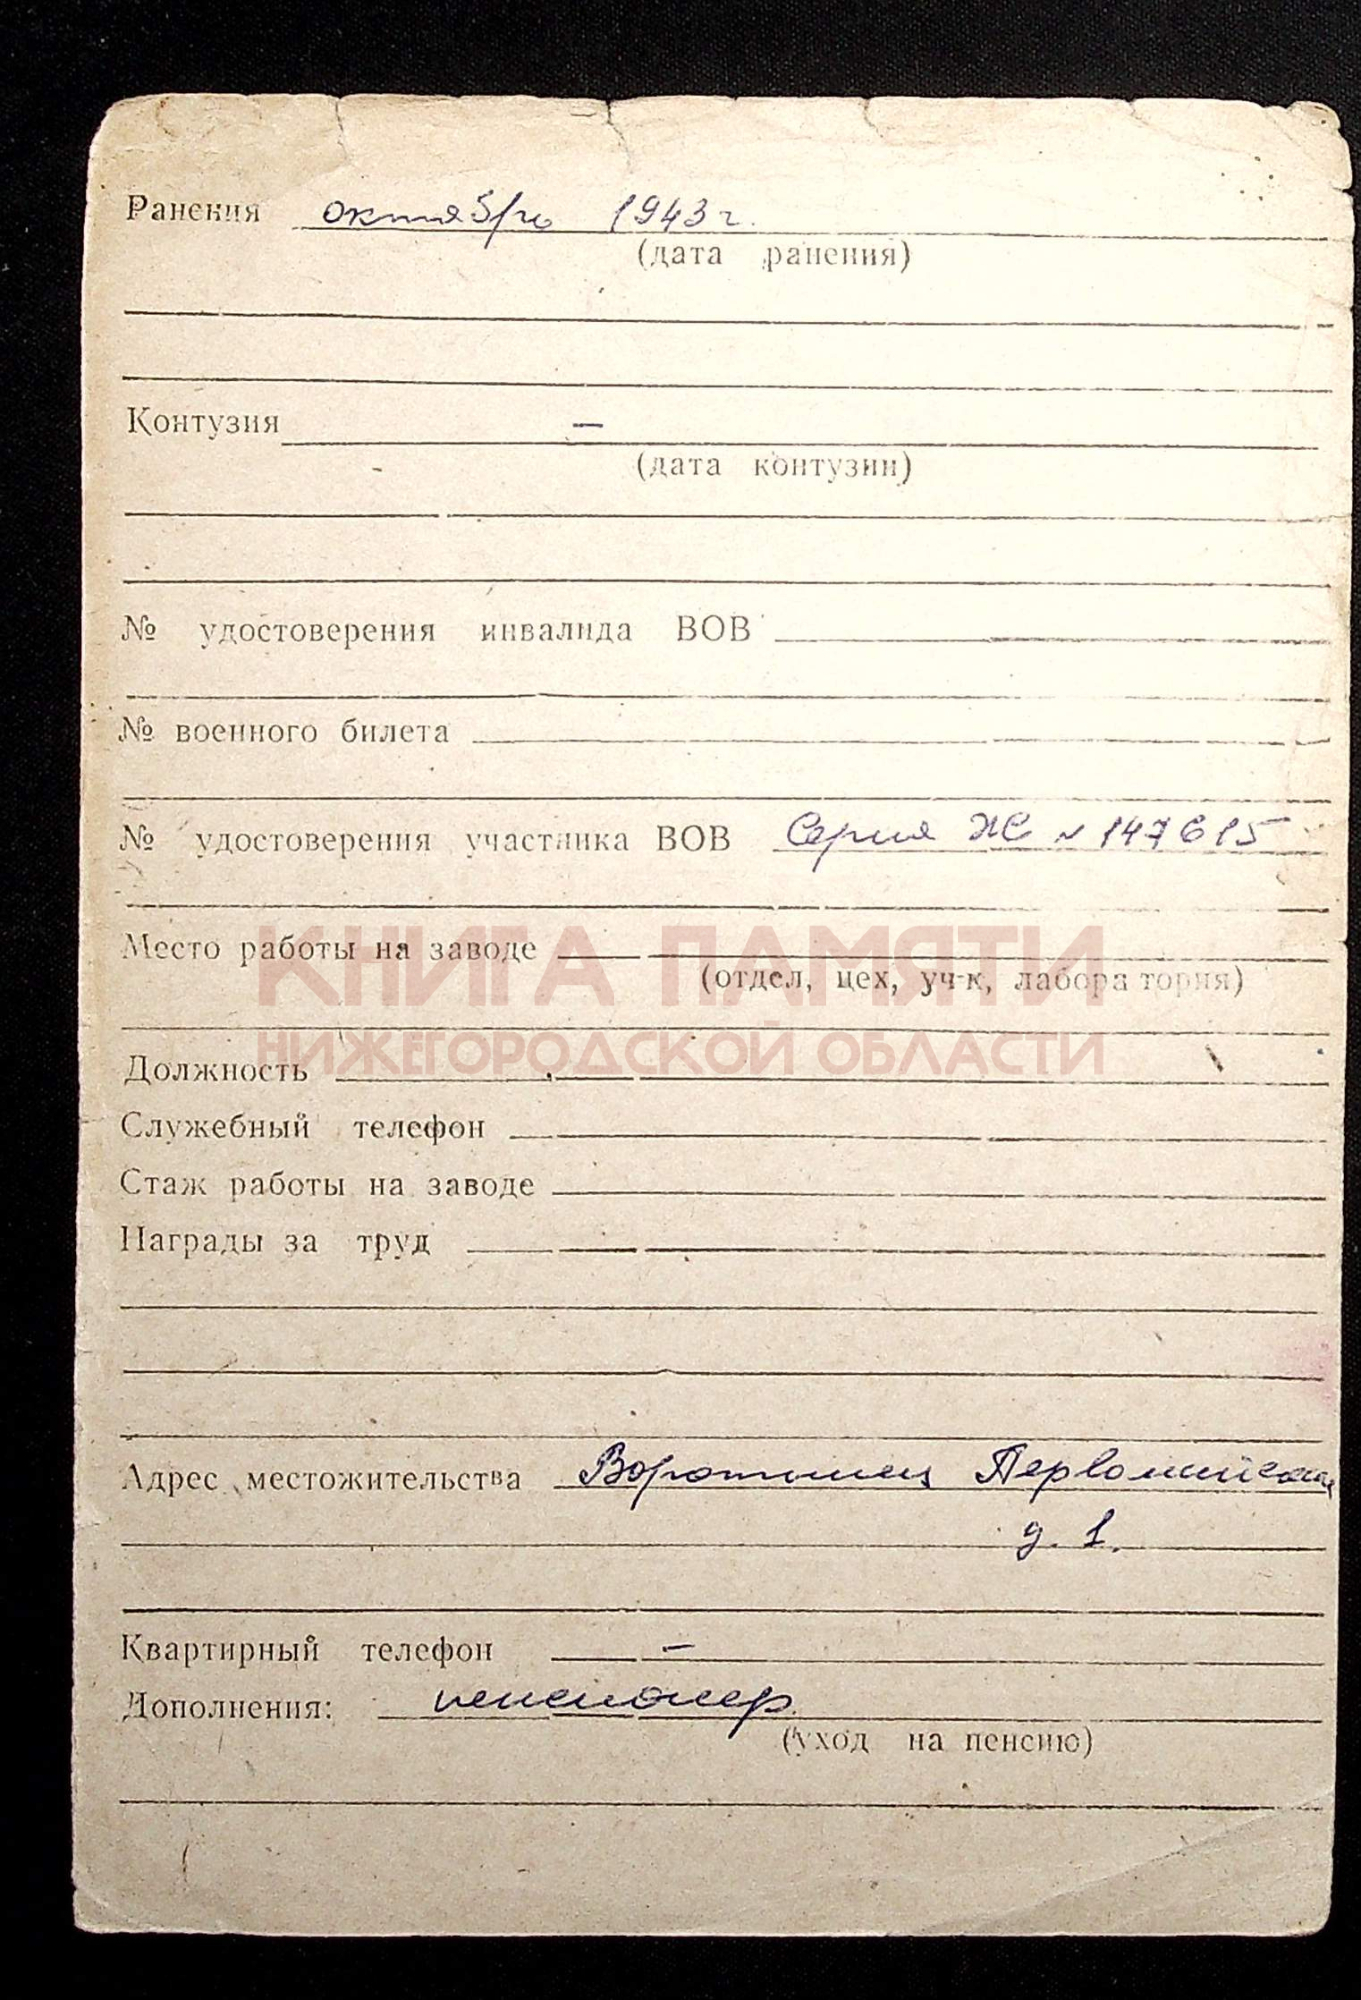 Ранения октябрь 1943 г.
(дата ранения)
Контузия —
(дата контузии)
№ удостоверения инвалида ВОВ
№ военного билета
№ удостоверения участника ВОВ Серия Ж № 147615
КНИГА ПАМЯТИ
Место работы на заводе
(отдел, цех, уч-к, лаборатория)
НИЖЕГОРОДСКОЙ ОБЛАСТИ
Должность
Служебный телефон
Стаж работы на заводе
Награды за труд
Адрес местожительства Воротынец Первомайская
д. 1.
Квартирный телефон —
Дополнения: пенсионер.
(уход на пенсию)